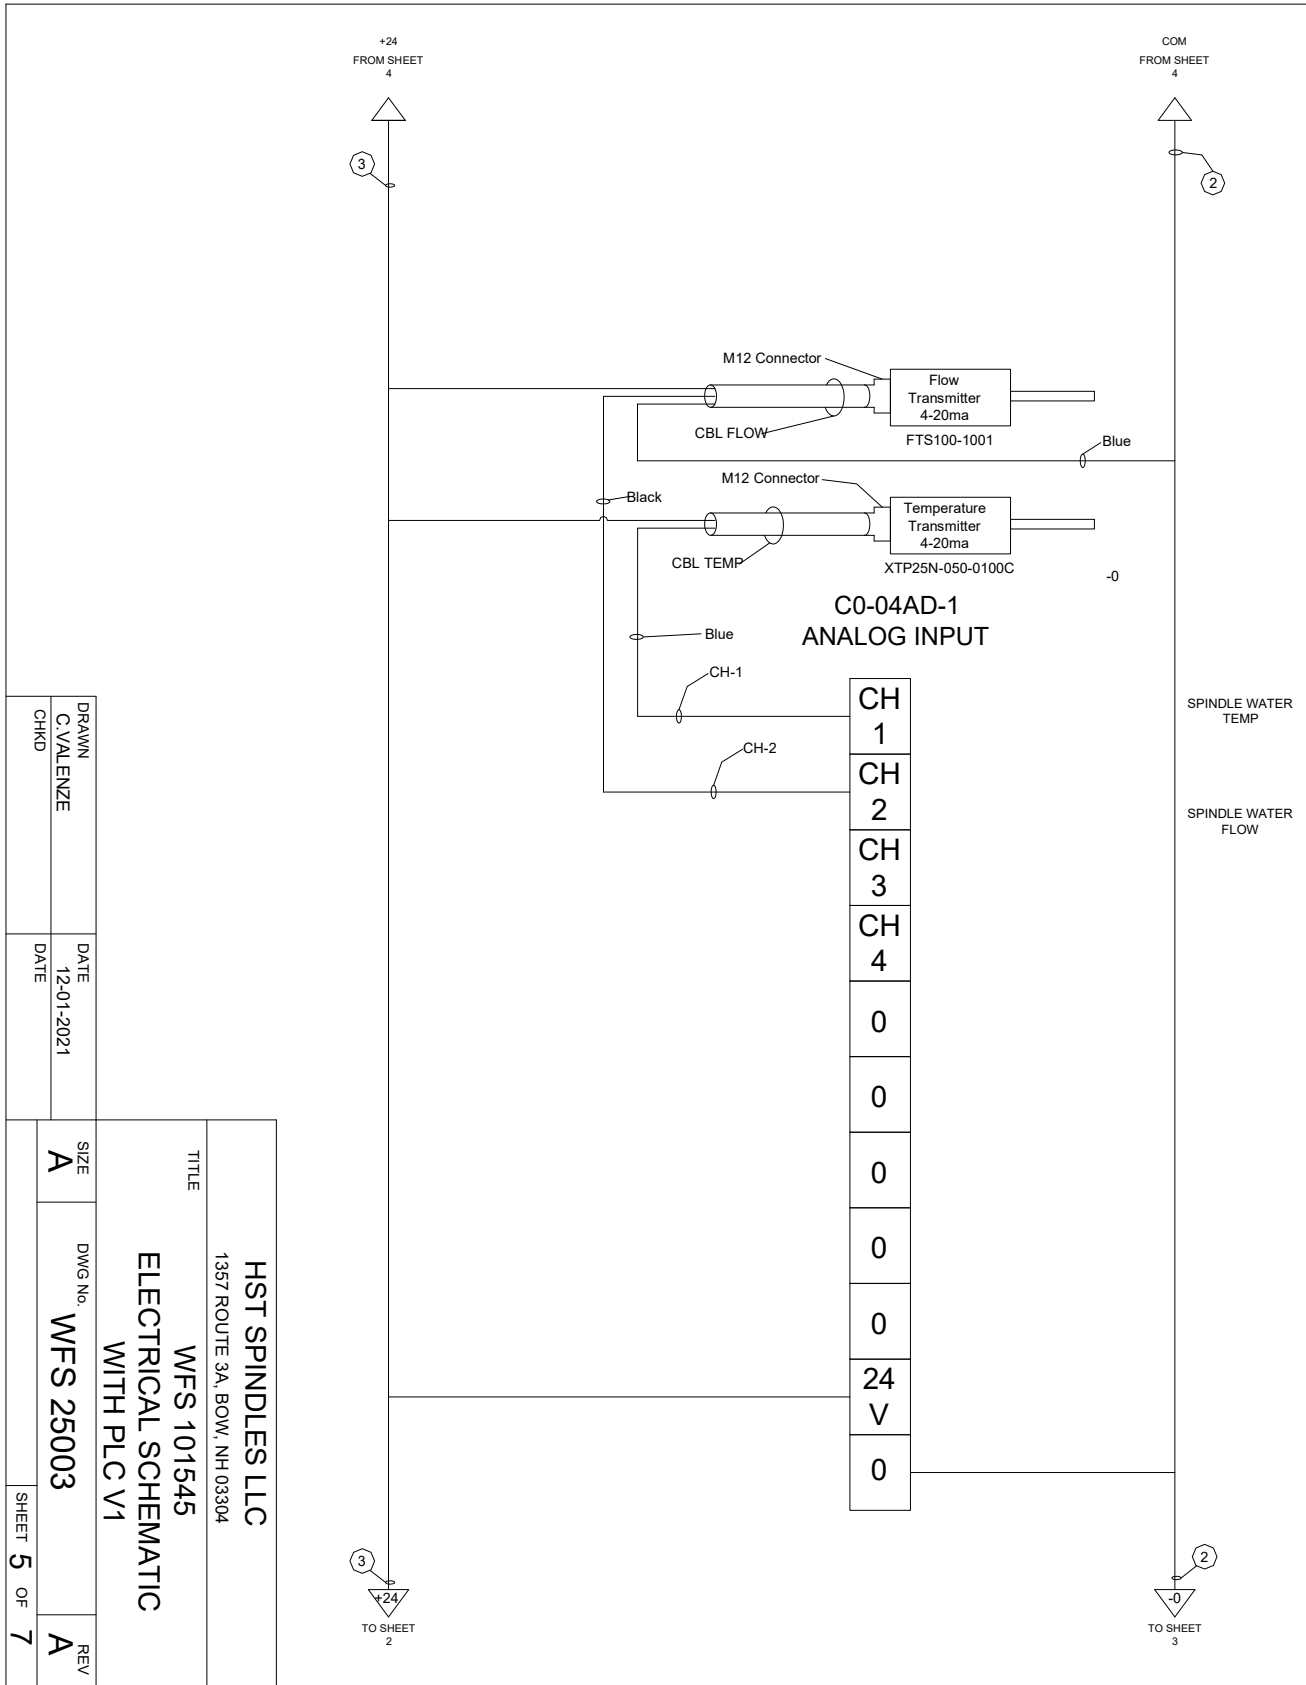 +24
FROM SHEET
4
COM
FROM SHEET
4
3
2
M12 Connector
Flow
Transmitter
4-20ma
CBL FLOW
FTS100-1001
Blue
M12 Connector
Black
Temperature
Transmitter
4-20ma
CBL TEMP
XTP25N-050-0100C
-0
C0-04AD-1
ANALOG INPUT
Blue
CH-1
CH
1
SPINDLE WATER
TEMP
CH-2
CH
2
SPINDLE WATER
FLOW
CH
3
CH
4
0
0
0
0
0
24
V
0
3
2
+24
TO SHEET
2
-0
TO SHEET
3
HST SPINDLES LLC
1357 ROUTE 3A, BOW, NH 03304
TITLE
WFS 101545
ELECTRICAL SCHEMATIC
WITH PLC V1
DRAWN
C.VALENZE
CHKD
DATE
12-01-2021
DATE
SIZE
A
DWG No.
WFS 25003
REV
A
SHEET 5 OF 7